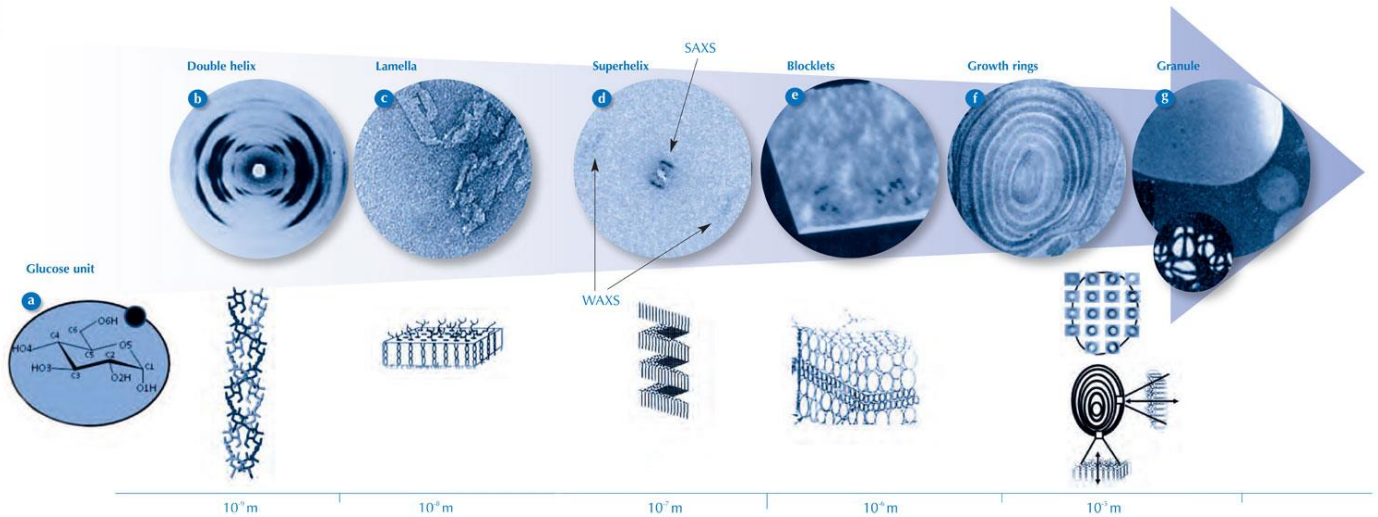 SAXS
Double helix
Lamella
Superhelix
Blocklets
Growth rings
Granule
b
c
d
e
f
g
Glucose unit
WAXS
a
O6H
C6
C4
O5
HO4
C5
C2
C1
HO3
C3
O2H
O1H
10⁻⁹ m
10⁻⁸ m
10⁻⁷ m
10⁻⁶ m
10⁻⁵ m